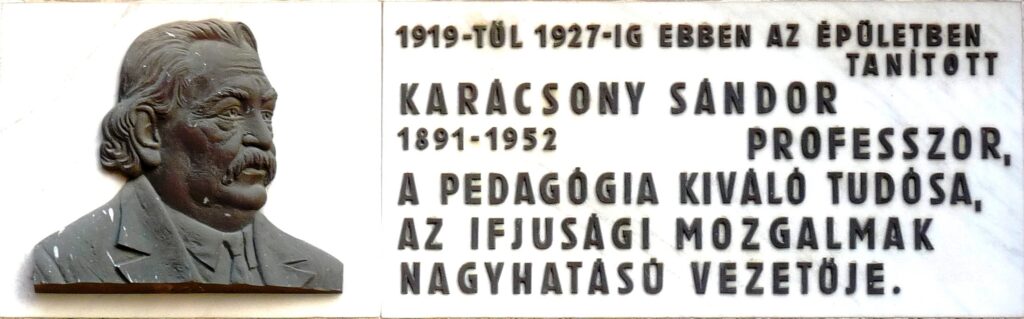 1919-TŐL 1927-IG EBBEN AZ ÉPÜLETBEN
TANÍTOTT
KARÁCSONY SÁNDOR
1891-1952 PROFESSZOR,
A PEDAGÓGIA KIVÁLÓ TUDÓSA,
AZ IFJUSÁGI MOZGALMAK
NAGYHATÁSÚ VEZETŐJE.